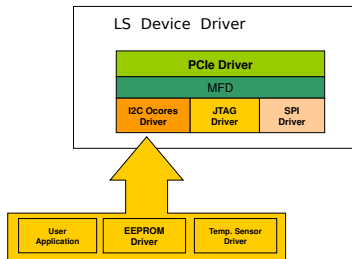 LS Device Driver
PCIe Driver
MFD
I2C Ocores
Driver
JTAG
Driver
SPI
Driver
User
Application
EEPROM
Driver
Temp. Sensor
Driver